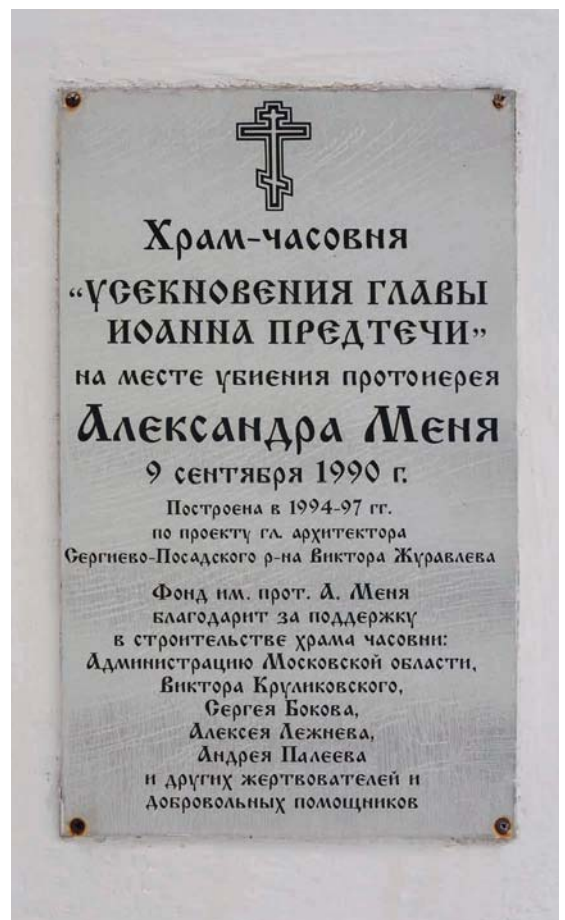 Храм-часовня
“УСЕКНОВЕНИЯ ГЛАВЫ
ИОАННА ПРЕДТЕЧИ”
на месте убиения протоиерея
Александра Меня
9 сентября 1990 г.
Построена в 1994-97 гг.
по проекту гл. архитектора
Сергиево-Посадского р-на Виктора Журавлева
Фонд им. прот. А. Меня
благодарит за поддержку
в строительстве храма часовни:
Администрацию Московской области,
Виктора Круликовского,
Сергея Бокова,
Алексея Лежнева,
Андрея Палеева
и других жертвователей и
добровольных помощников